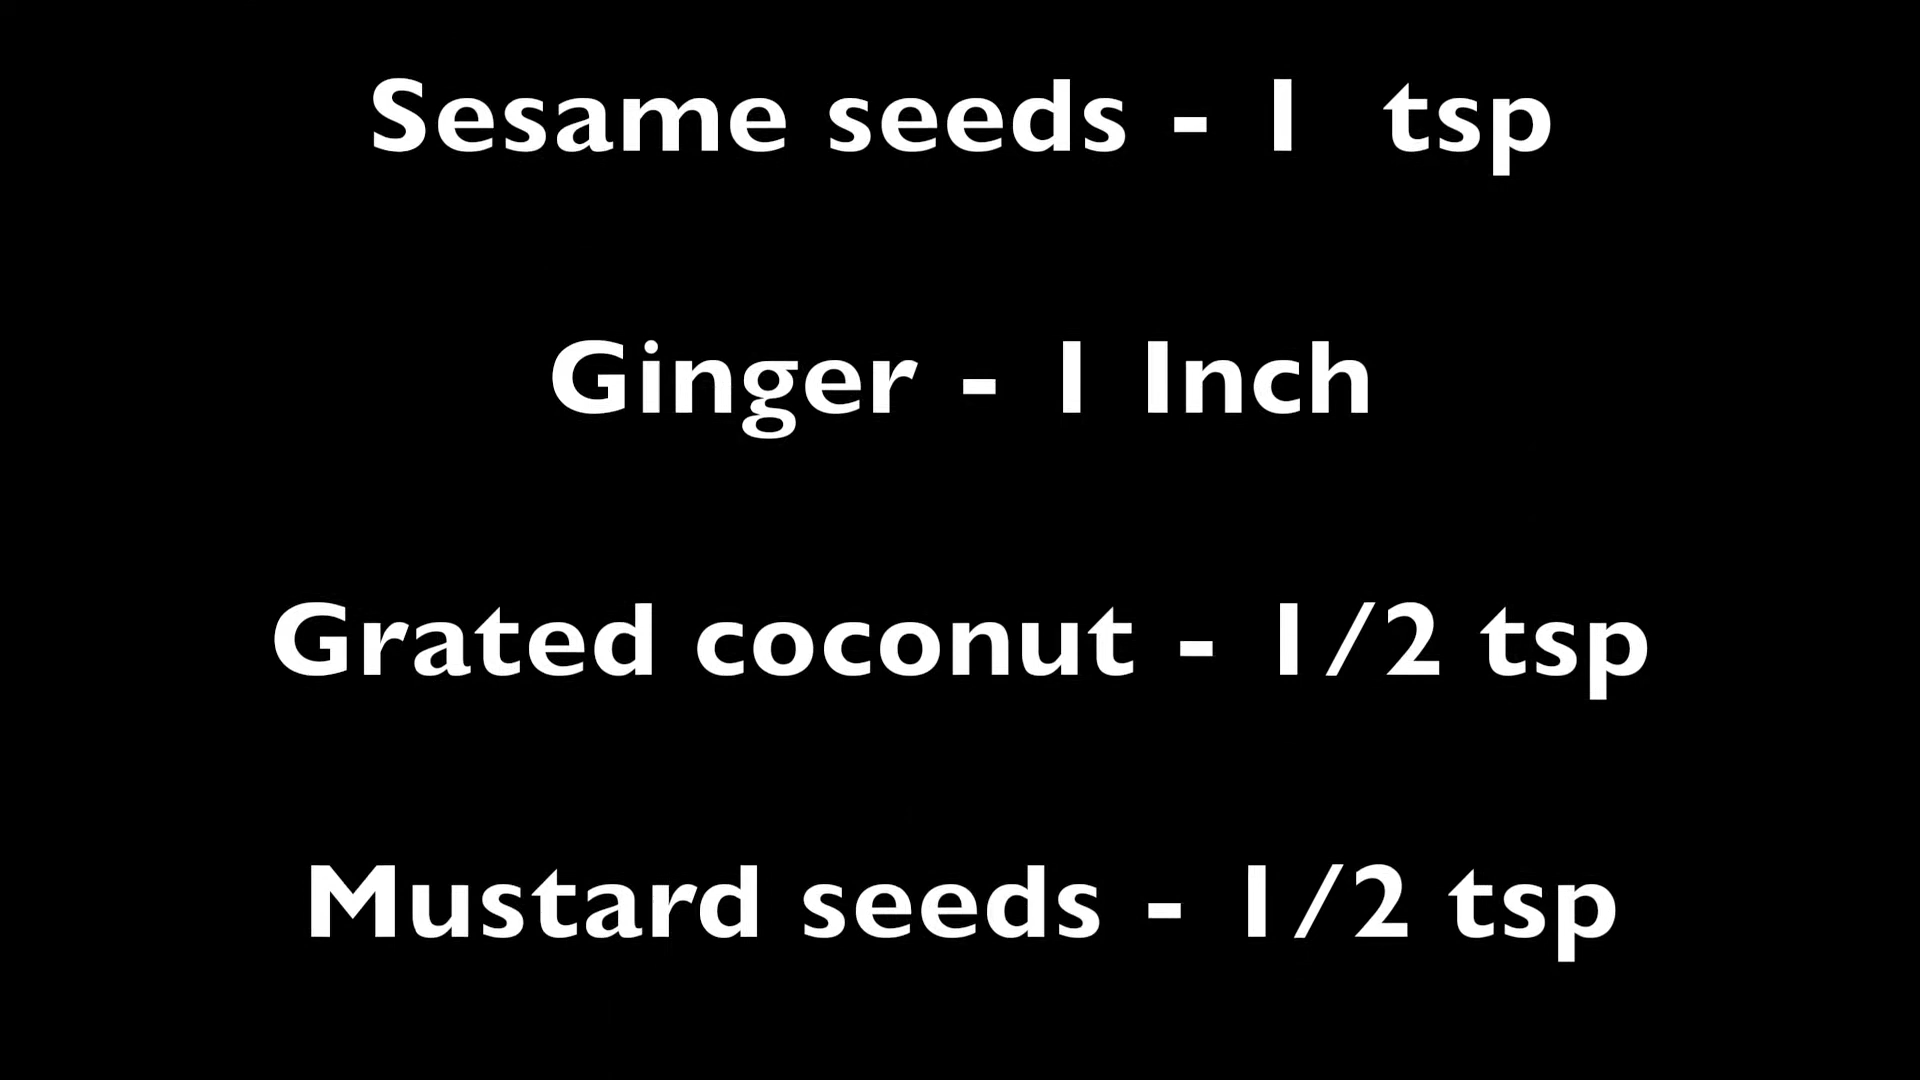 Sesame seeds - 1  tsp
Ginger - 1 Inch
Grated coconut - 1/2 tsp
Mustard seeds - 1/2 tsp